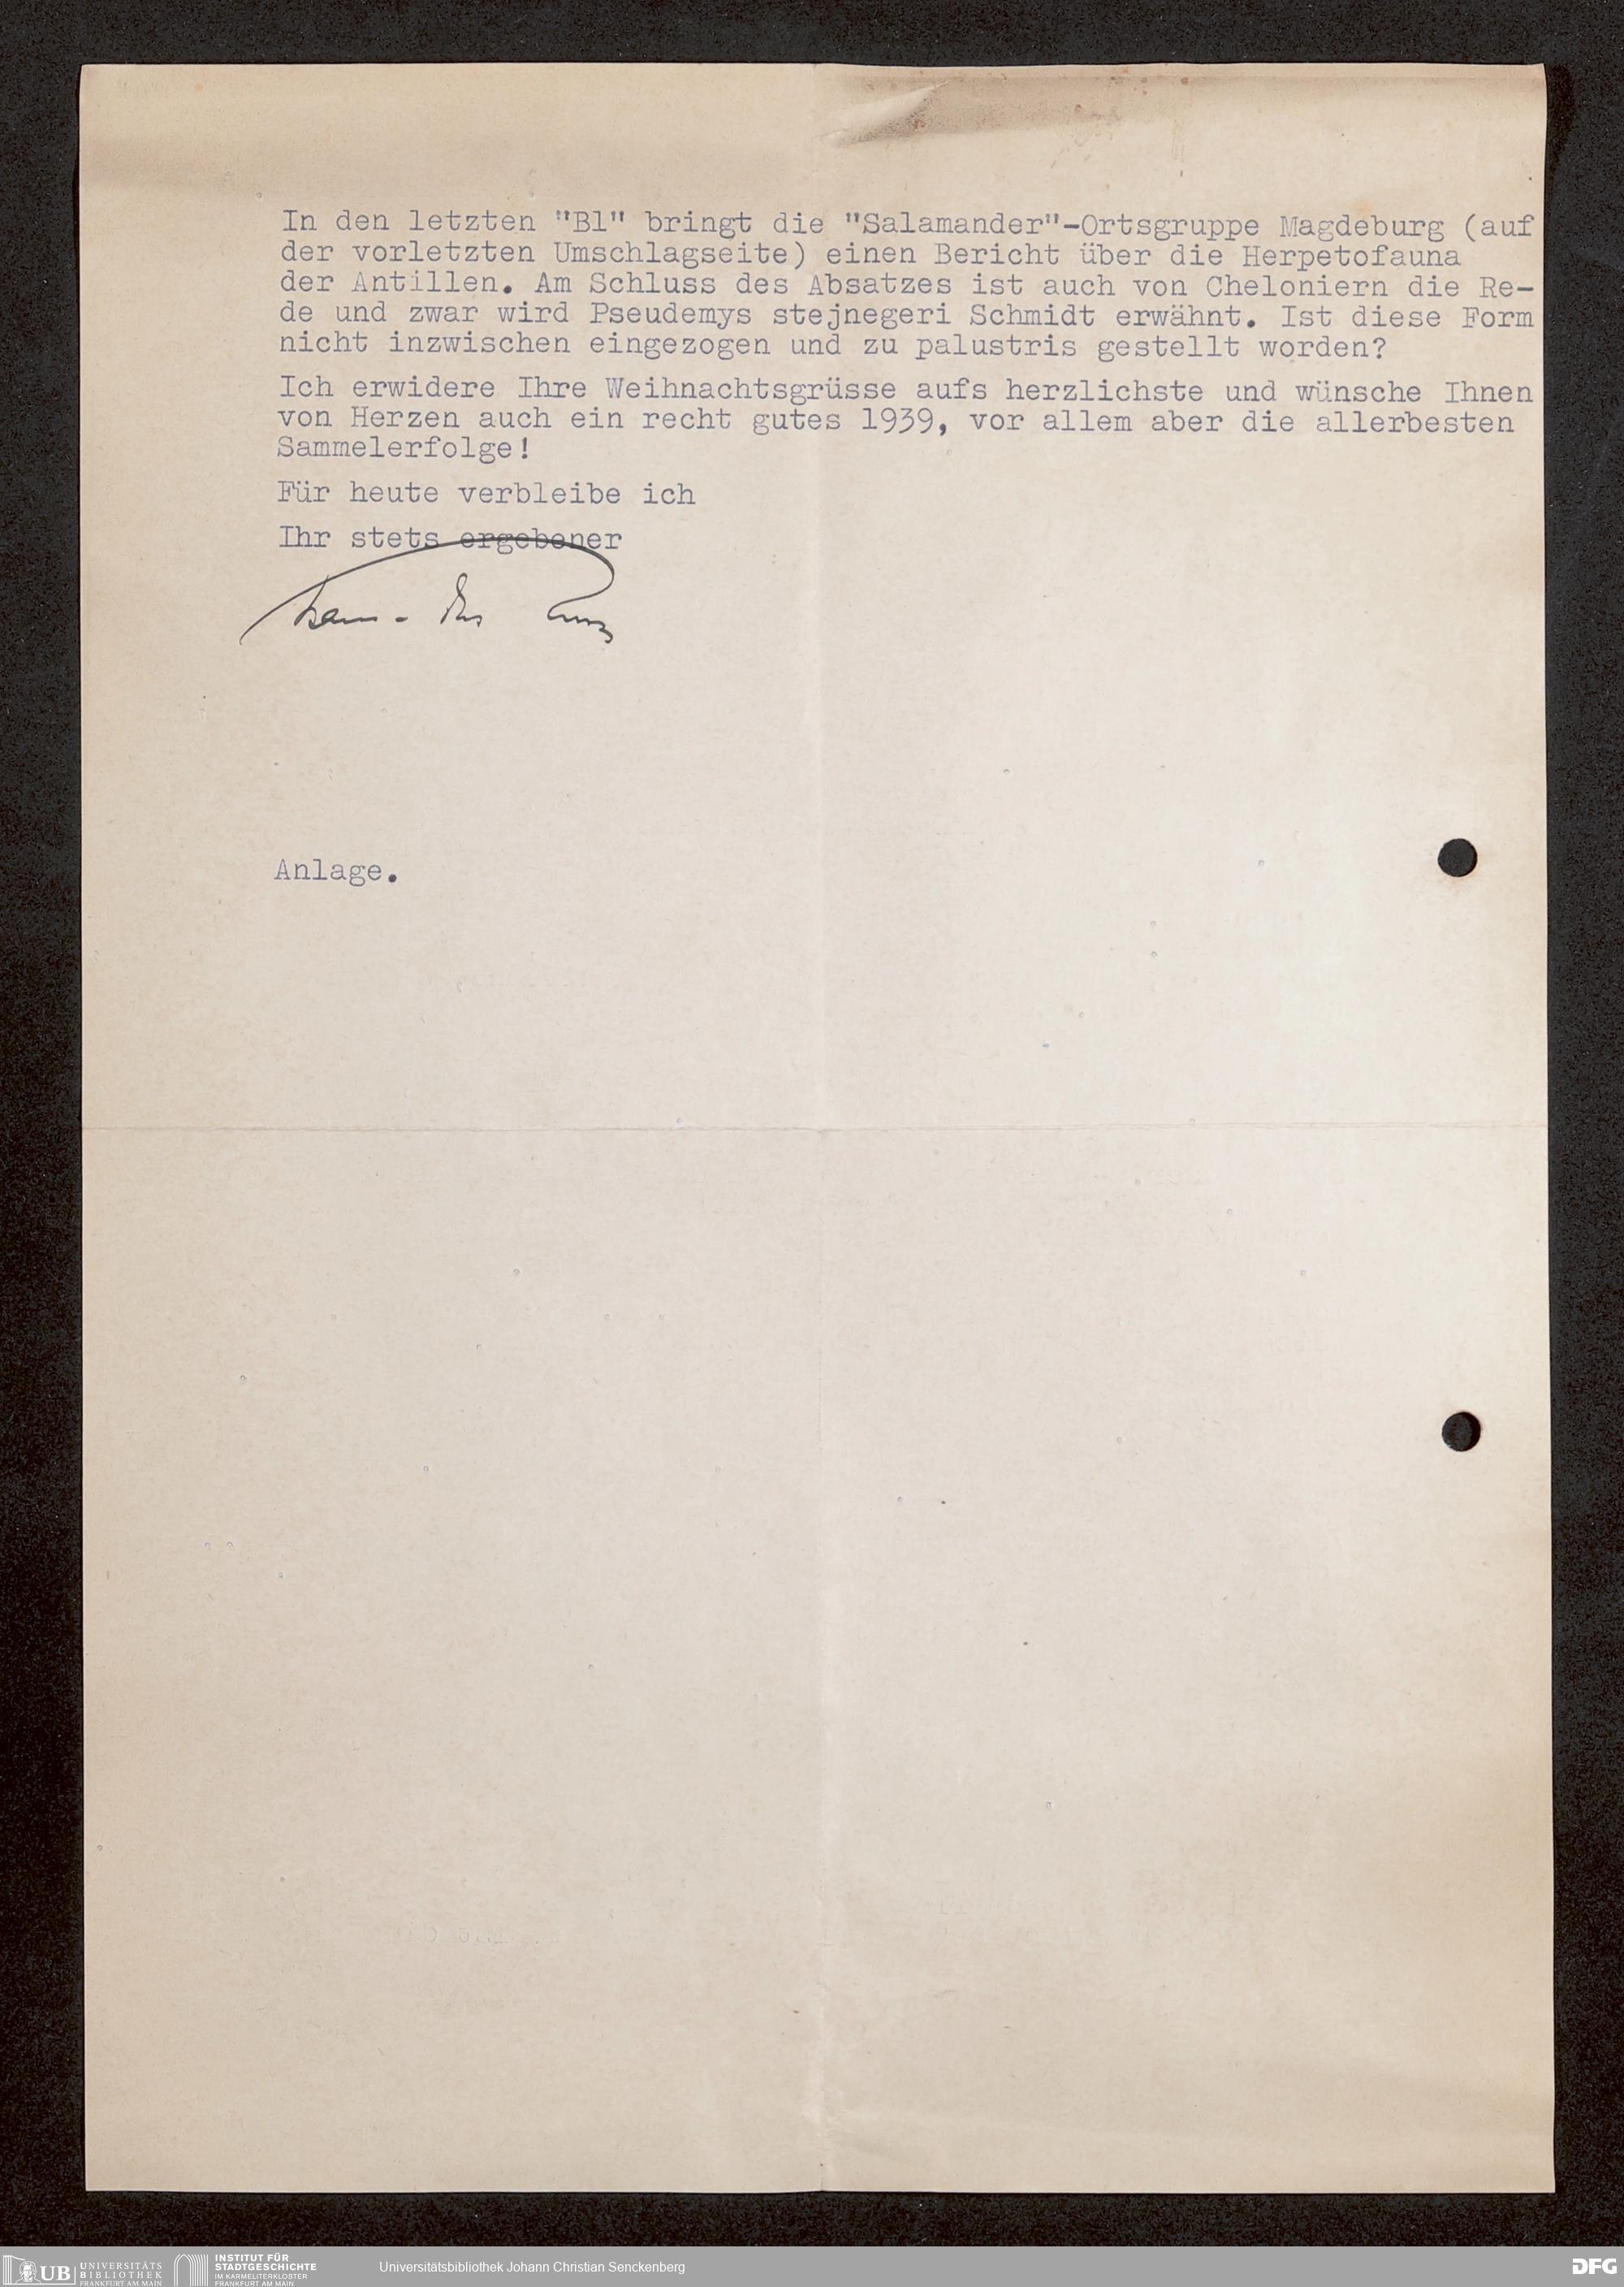 In den letzten "Bl" bringt die "Salamander"-Ortsgruppe Magdeburg (auf
der vorletzten Umschlagseite) einen Bericht über die Herpetofauna
der Antillen. Am Schluss des Absatzes ist auch von Cheloniern die Re-
de und zwar wird Pseudemys stejnegeri Schmidt erwähnt. Ist diese Form
nicht inzwischen eingezogen und zu palustris gestellt worden?
Ich erwidere Ihre Weihnachtsgrüsse aufs herzlichste und wünsche Ihnen
von Herzen auch ein recht gutes 1939, vor allem aber die allerbesten
Sammelerfolge!
Für heute verbleibe ich
Ihr stets ergebener
Anlage.
UB UNIVERSITÄTS
BIBLIOTHEK
FRANKFURT AM MAIN
INSTITUT FÜR
STADTGESCHICHTE
IM KARMELITERKLOSTER
FRANKFURT AM MAIN
Universitätsbibliothek Johann Christian Senckenberg
DFG